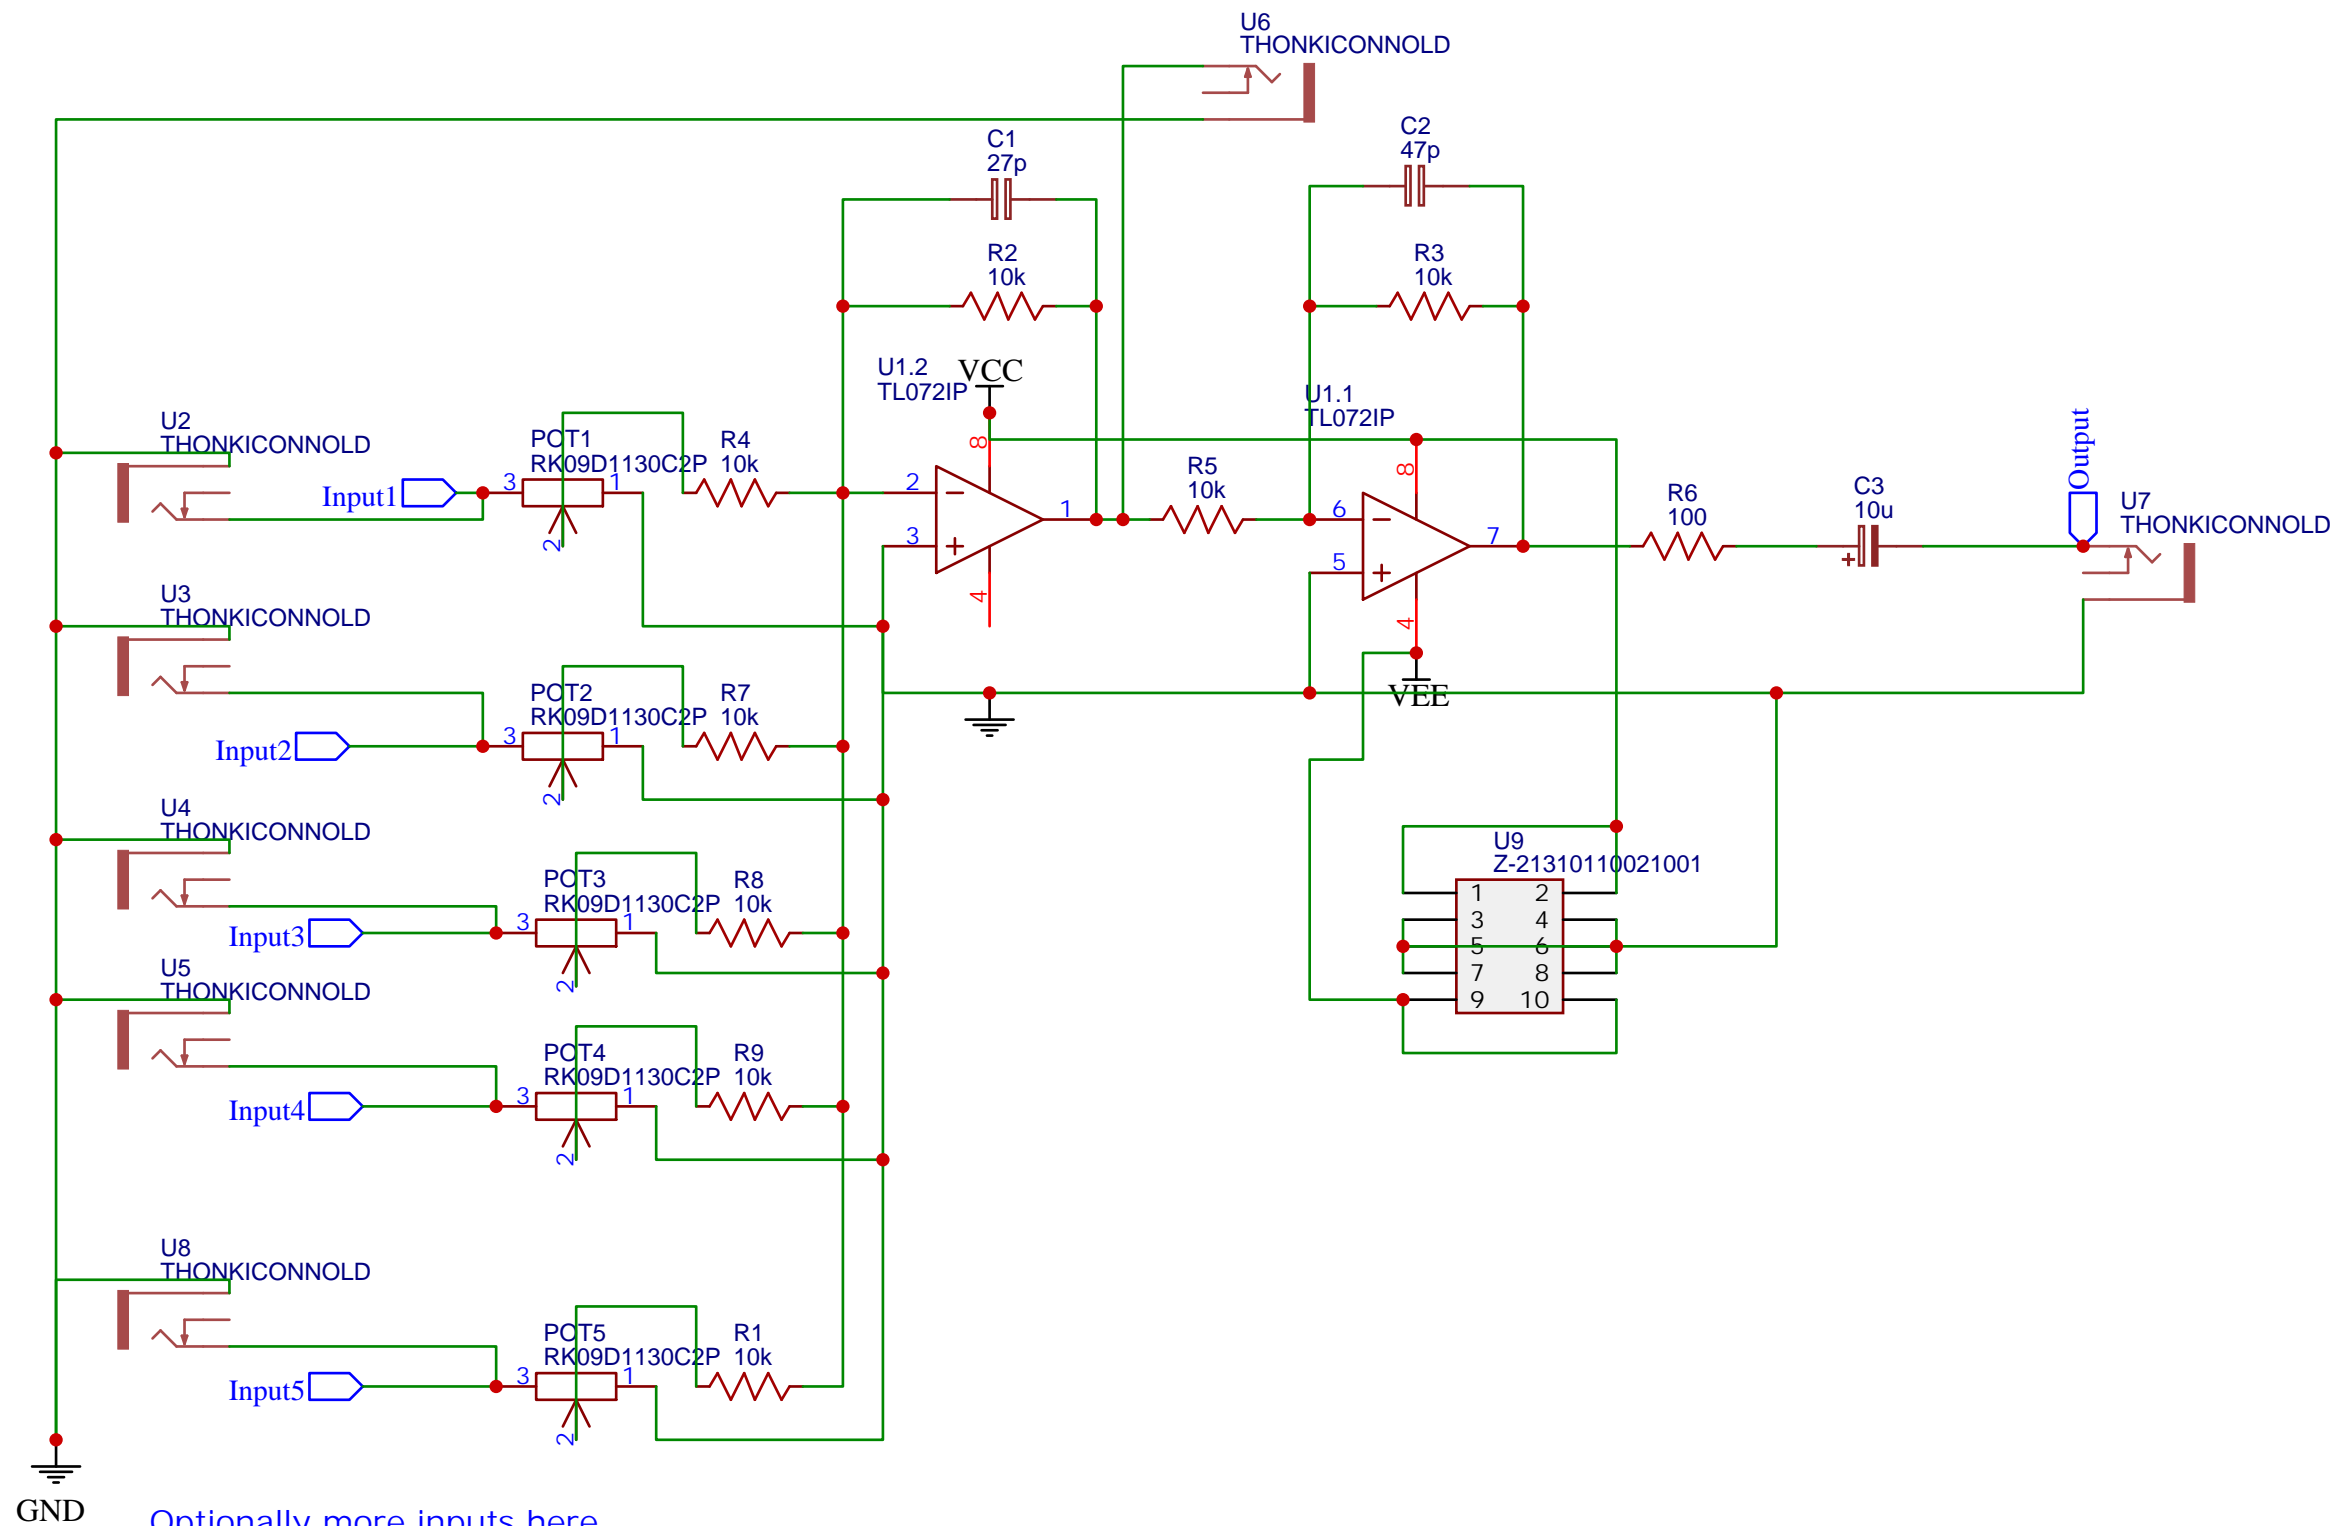 U6
THONKICONNOLD
C1
27p
C2
47p
R2
10k
R3
10k
U1.2
TL072IP
VCC
U1.1
TL072IP
8
8
2
3
1
4
6
5
7
4
VEE
R5
10k
R6
100
C3
10u
+
Output
U7
THONKICONNOLD
U2
THONKICONNOLD
Input1
POT1
RK09D1130C2P
3
1
2
R4
10k
U3
THONKICONNOLD
Input2
POT2
RK09D1130C2P
3
1
2
R7
10k
U4
THONKICONNOLD
Input3
POT3
RK09D1130C2P
3
1
2
R8
10k
U5
THONKICONNOLD
Input4
POT4
RK09D1130C2P
3
1
2
R9
10k
U8
THONKICONNOLD
Input5
POT5
RK09D1130C2P
3
1
2
R1
10k
U9
Z-21310110021001
1 2
3 4
5 6
7 8
9 10
GND
Optionally more inputs here